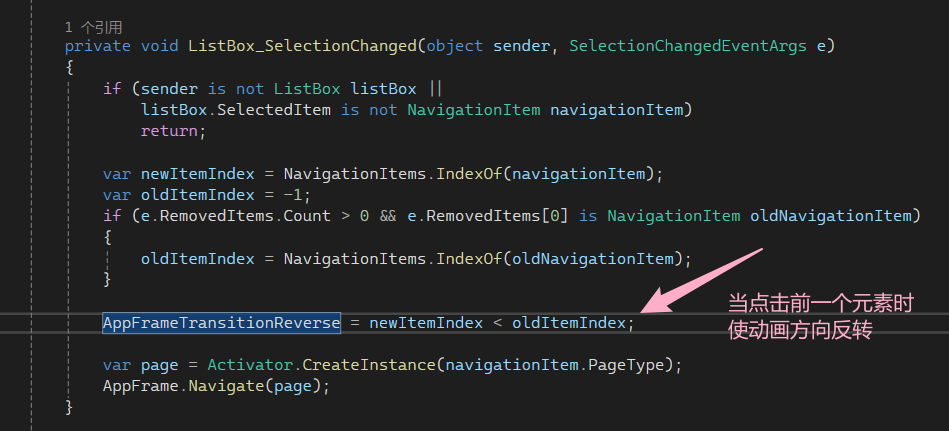 1 个引用
private void ListBox_SelectionChanged(object sender, SelectionChangedEventArgs e)
{
if (sender is not ListBox listBox ||
listBox.SelectedItem is not NavigationItem navigationItem)
return;
var newItemIndex = NavigationItems.IndexOf(navigationItem);
var oldItemIndex = -1;
if (e.RemovedItems.Count > 0 && e.RemovedItems[0] is NavigationItem oldNavigationItem)
{
oldItemIndex = NavigationItems.IndexOf(oldNavigationItem);
}
AppFrameTransitionReverse = newItemIndex < oldItemIndex;
当点击前一个元素时
使动画方向反转
var page = Activator.CreateInstance(navigationItem.PageType);
AppFrame.Navigate(page);
}